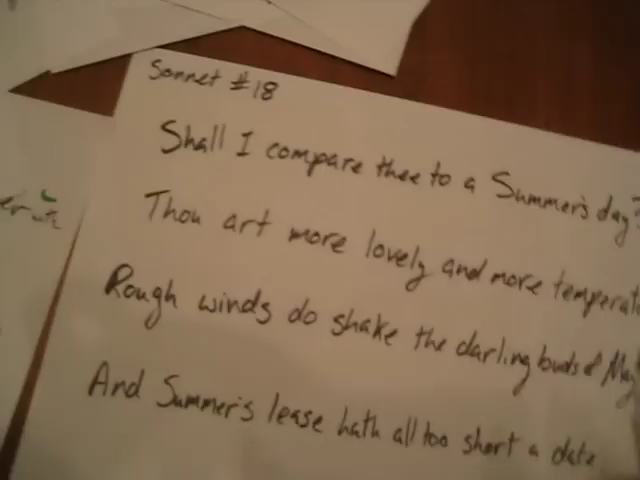 Sonnet #18
Shall I compare thee to a Summer's day?
Thou art more lovely and more temperate
Rough winds do shake the darling buds of May
And Summer's lease hath all too short a date